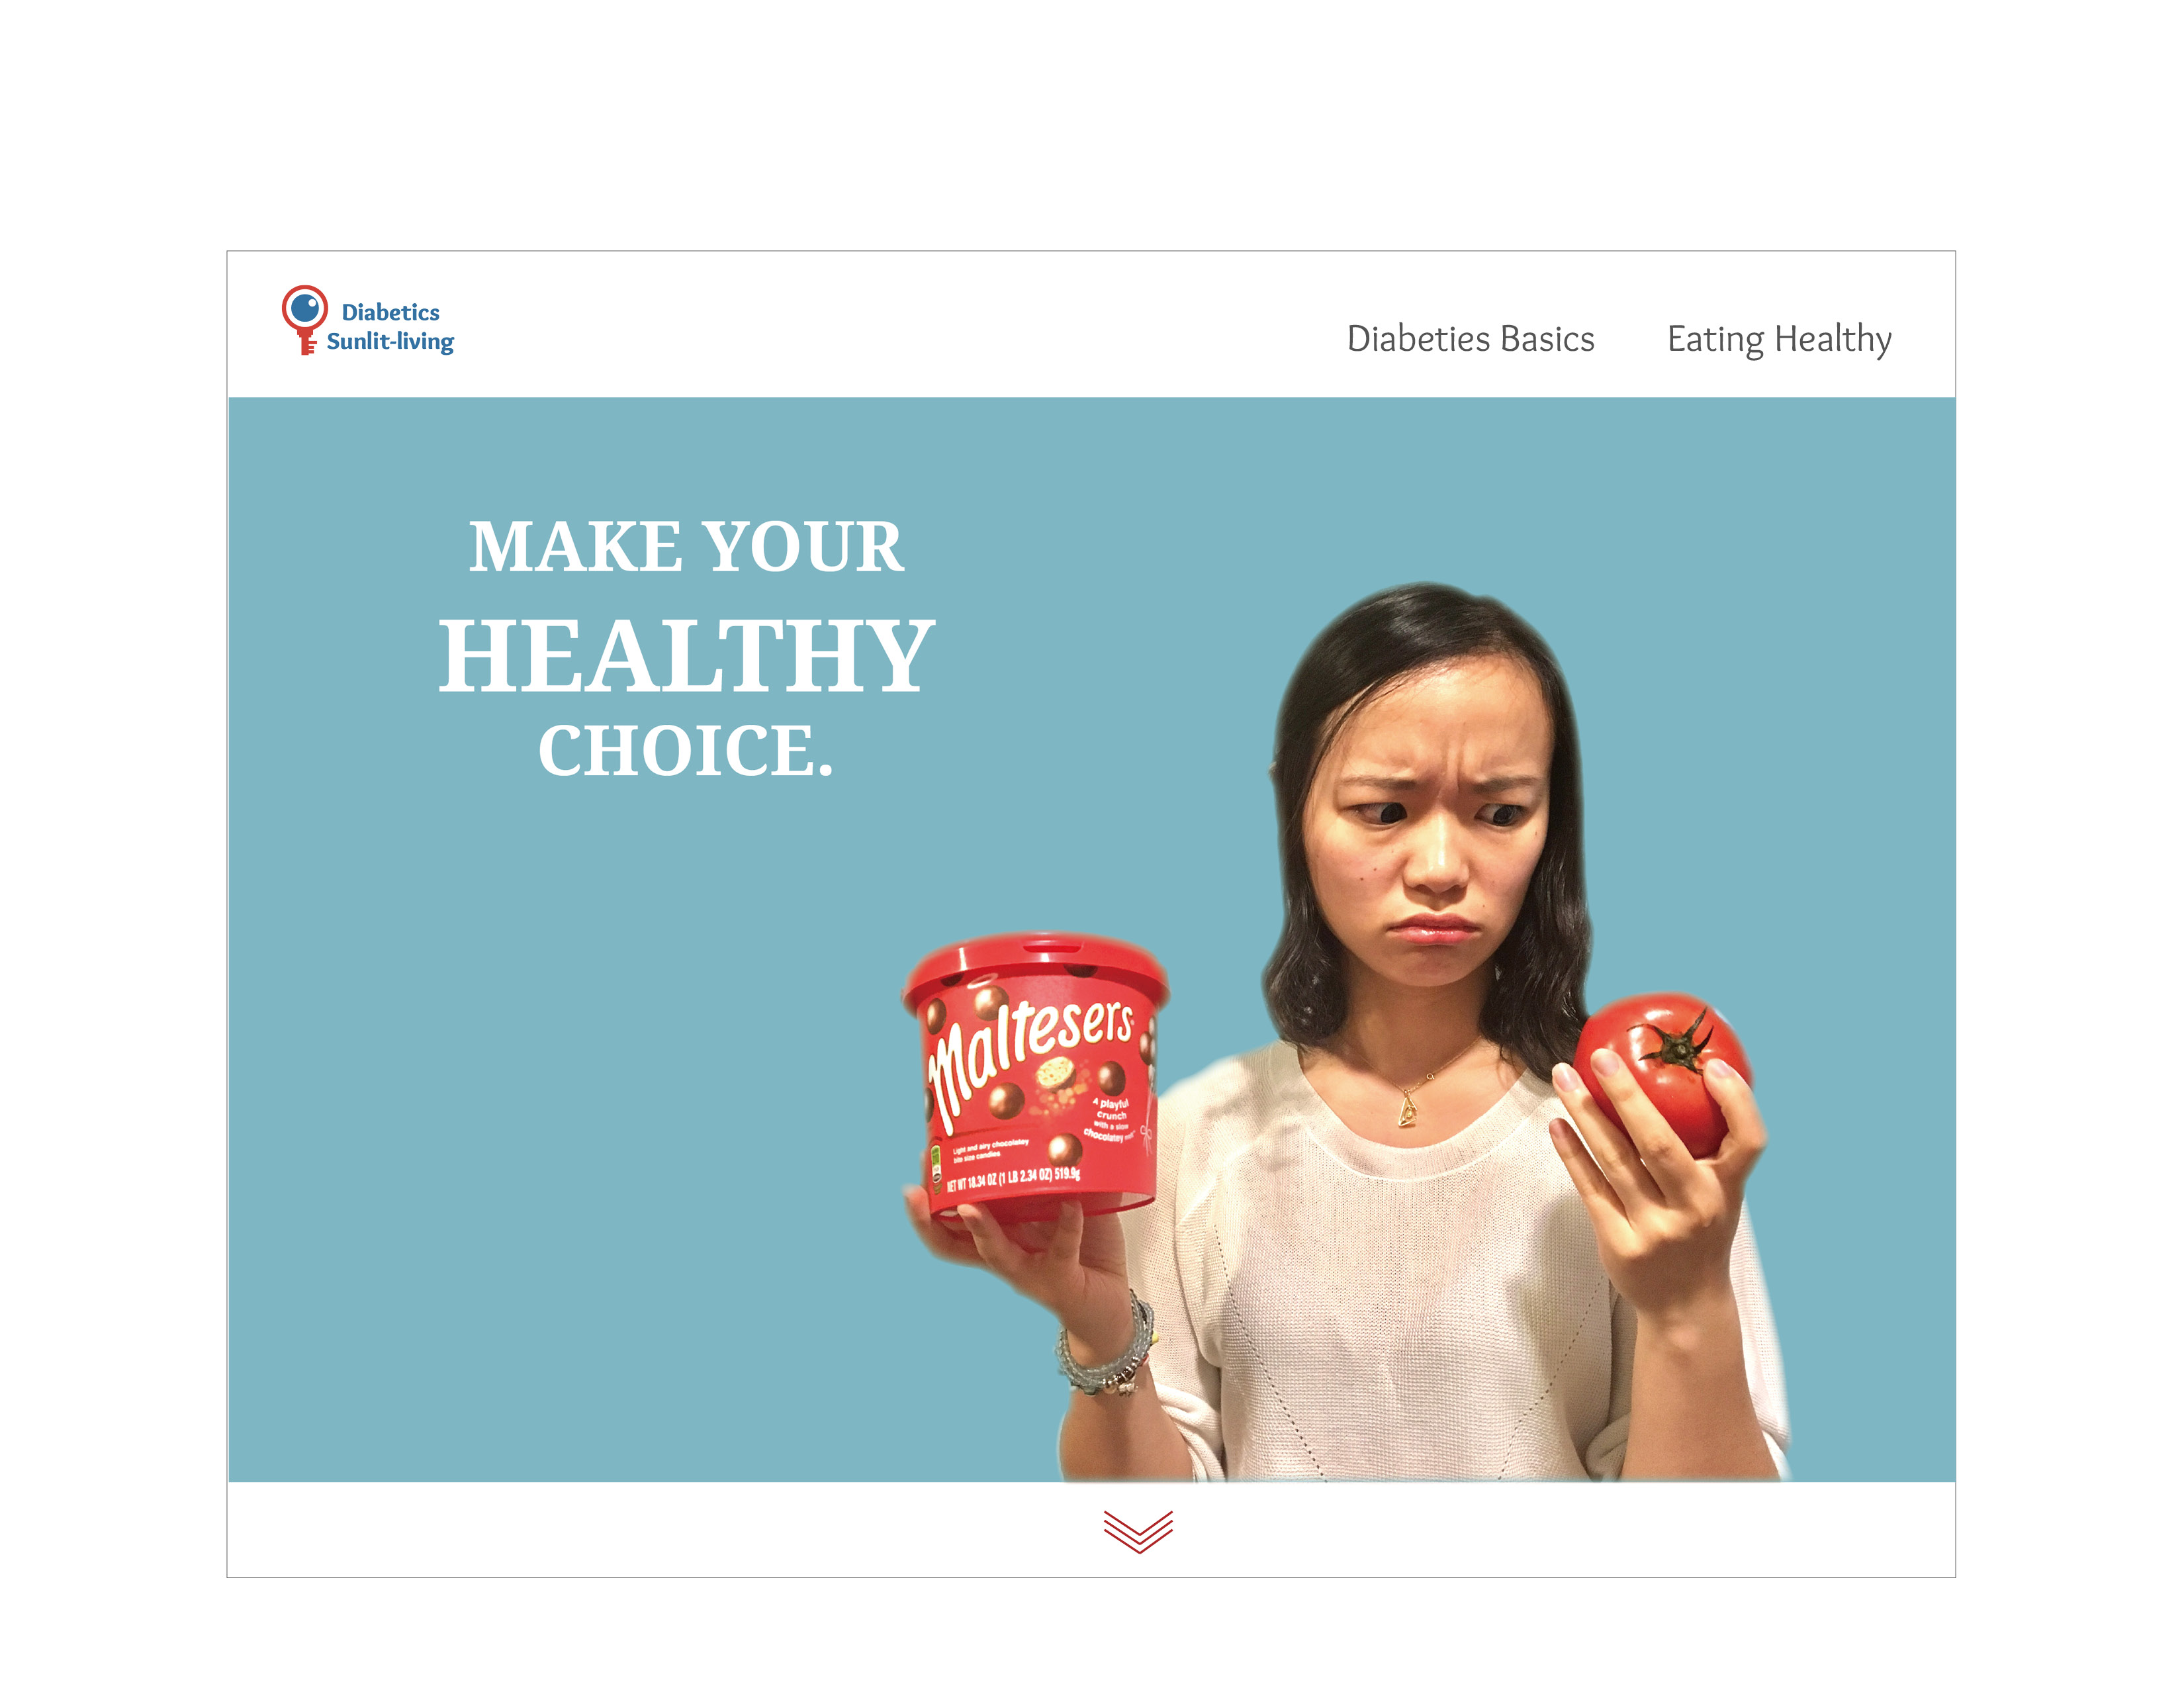 Diabetics
Sunlit-living
Diabeties Basics
Eating Healthy
MAKE YOUR
HEALTHY
CHOICE.
Maltesers
A playful
crunch
with a slow
chocolatey melt
Light and airy chocolatey
bite size candies
NET WT 18.34 OZ (1 LB 2.34 OZ) 519.9g